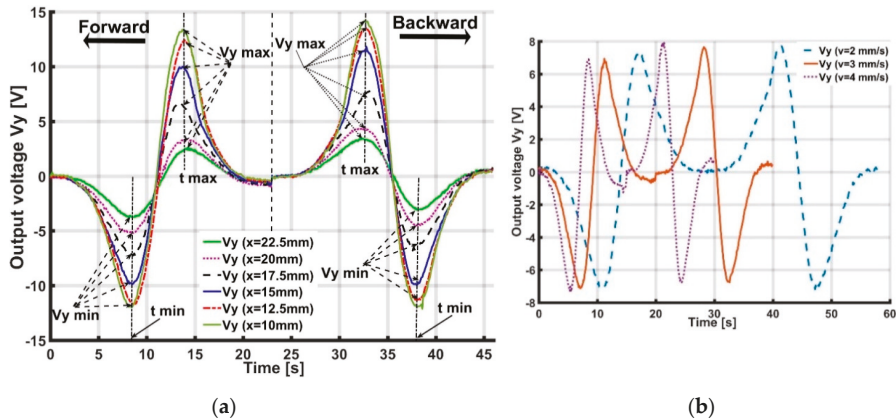 Forward
Backward
Vy max
Vy max
t max
t max
Vy min
Vy min
t min
t min
Output voltage Vy [V]
15
10
5
0
-5
-10
-15
Vy (x=22.5mm)
Vy (x=20mm)
Vy (x=17.5mm)
Vy (x=15mm)
Vy (x=12.5mm)
Vy (x=10mm)
0 5 10 15 20 25 30 35 40 45
Time [s]
(a)
Vy (v=2 mm/s)
Vy (v=3 mm/s)
Vy (v=4 mm/s)
Output voltage Vy [V]
8
6
4
2
0
-2
-4
-6
-8
0 10 20 30 40 50 60
Time [s]
(b)